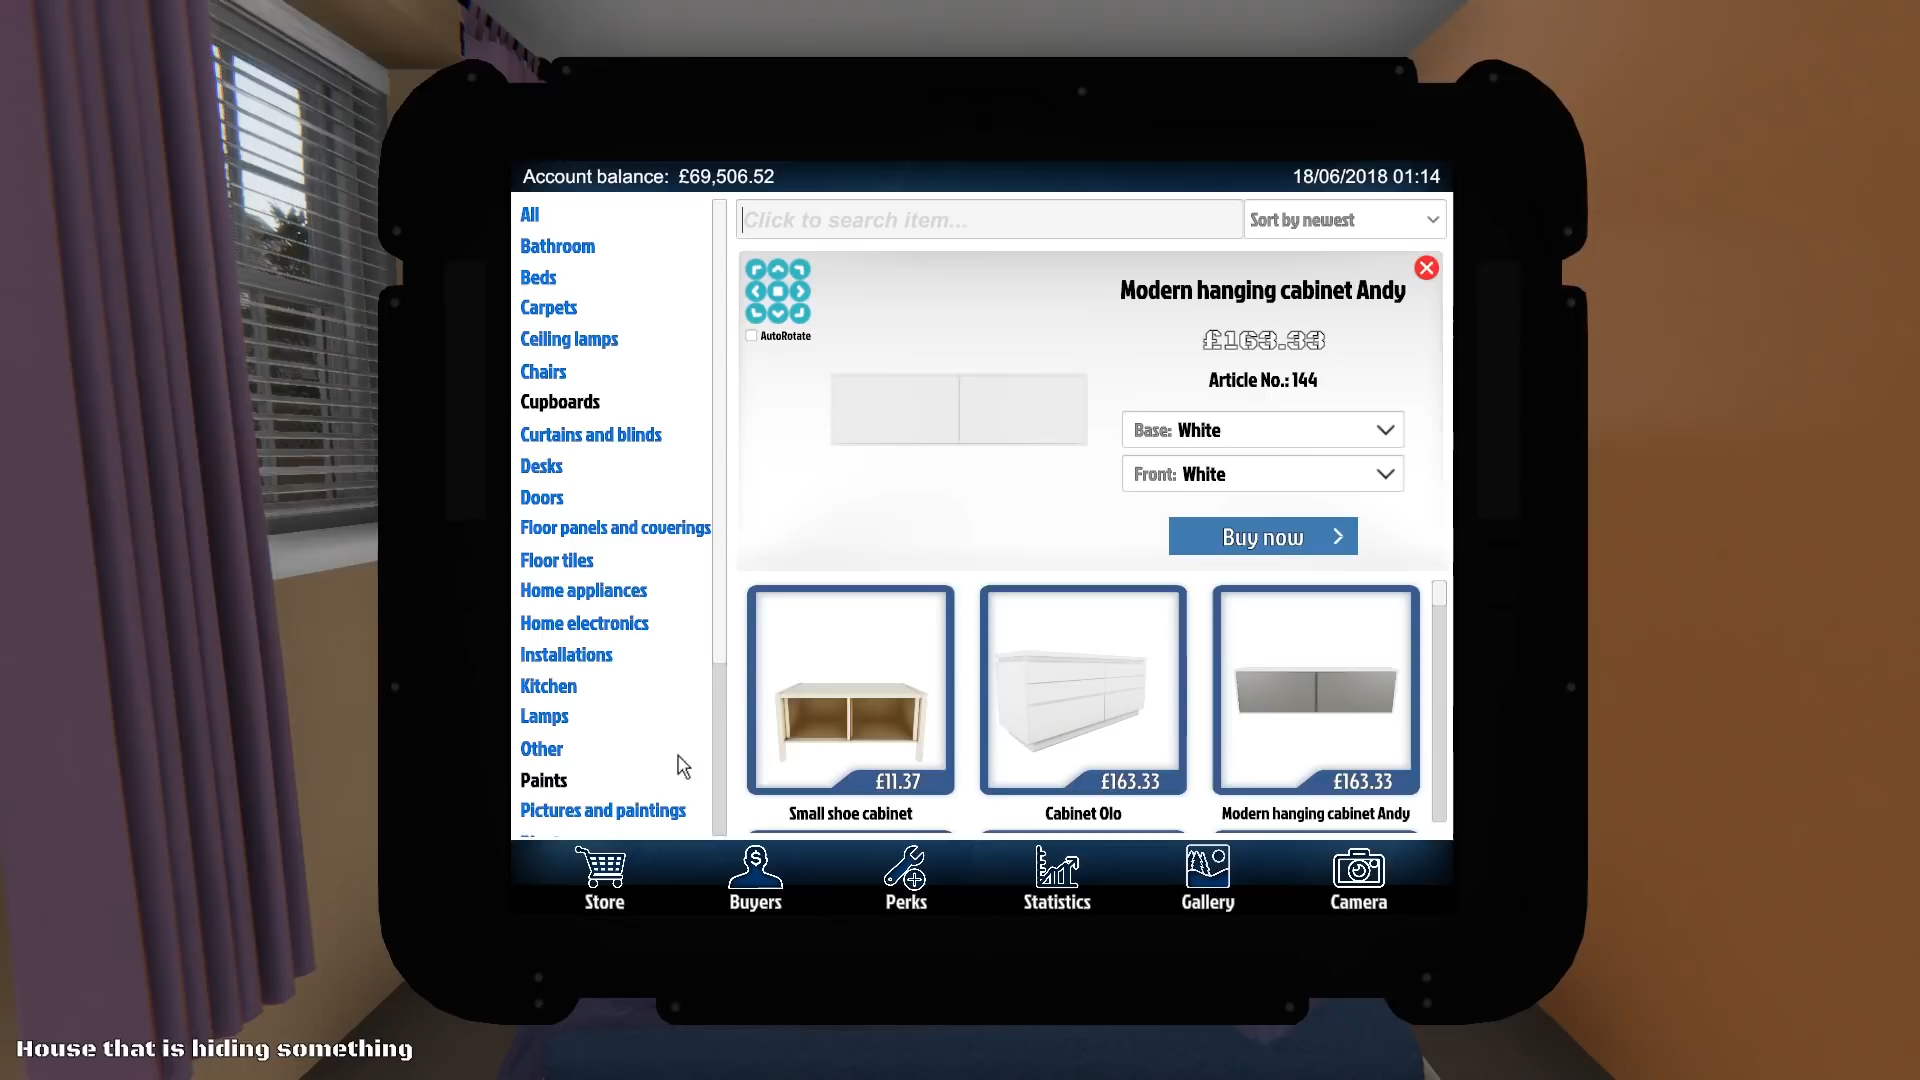 Account balance: £69,506.52
18/06/2018 01:14
All
Bathroom
Beds
Carpets
Ceiling lamps
Chairs
Cupboards
Curtains and blinds
Desks
Doors
Floor panels and coverings
Floor tiles
Home appliances
Home electronics
Installations
Kitchen
Lamps
Other
Paints
Pictures and paintings
Click to search item...
Sort by newest
AutoRotate
Modern hanging cabinet Andy
£163.33
Article No.: 144
Base: White
Front: White
Buy now
£11.37
Small shoe cabinet
£163.33
Cabinet Olo
£163.33
Modern hanging cabinet Andy
Store
Buyers
Perks
Statistics
Gallery
Camera
House that is hiding something